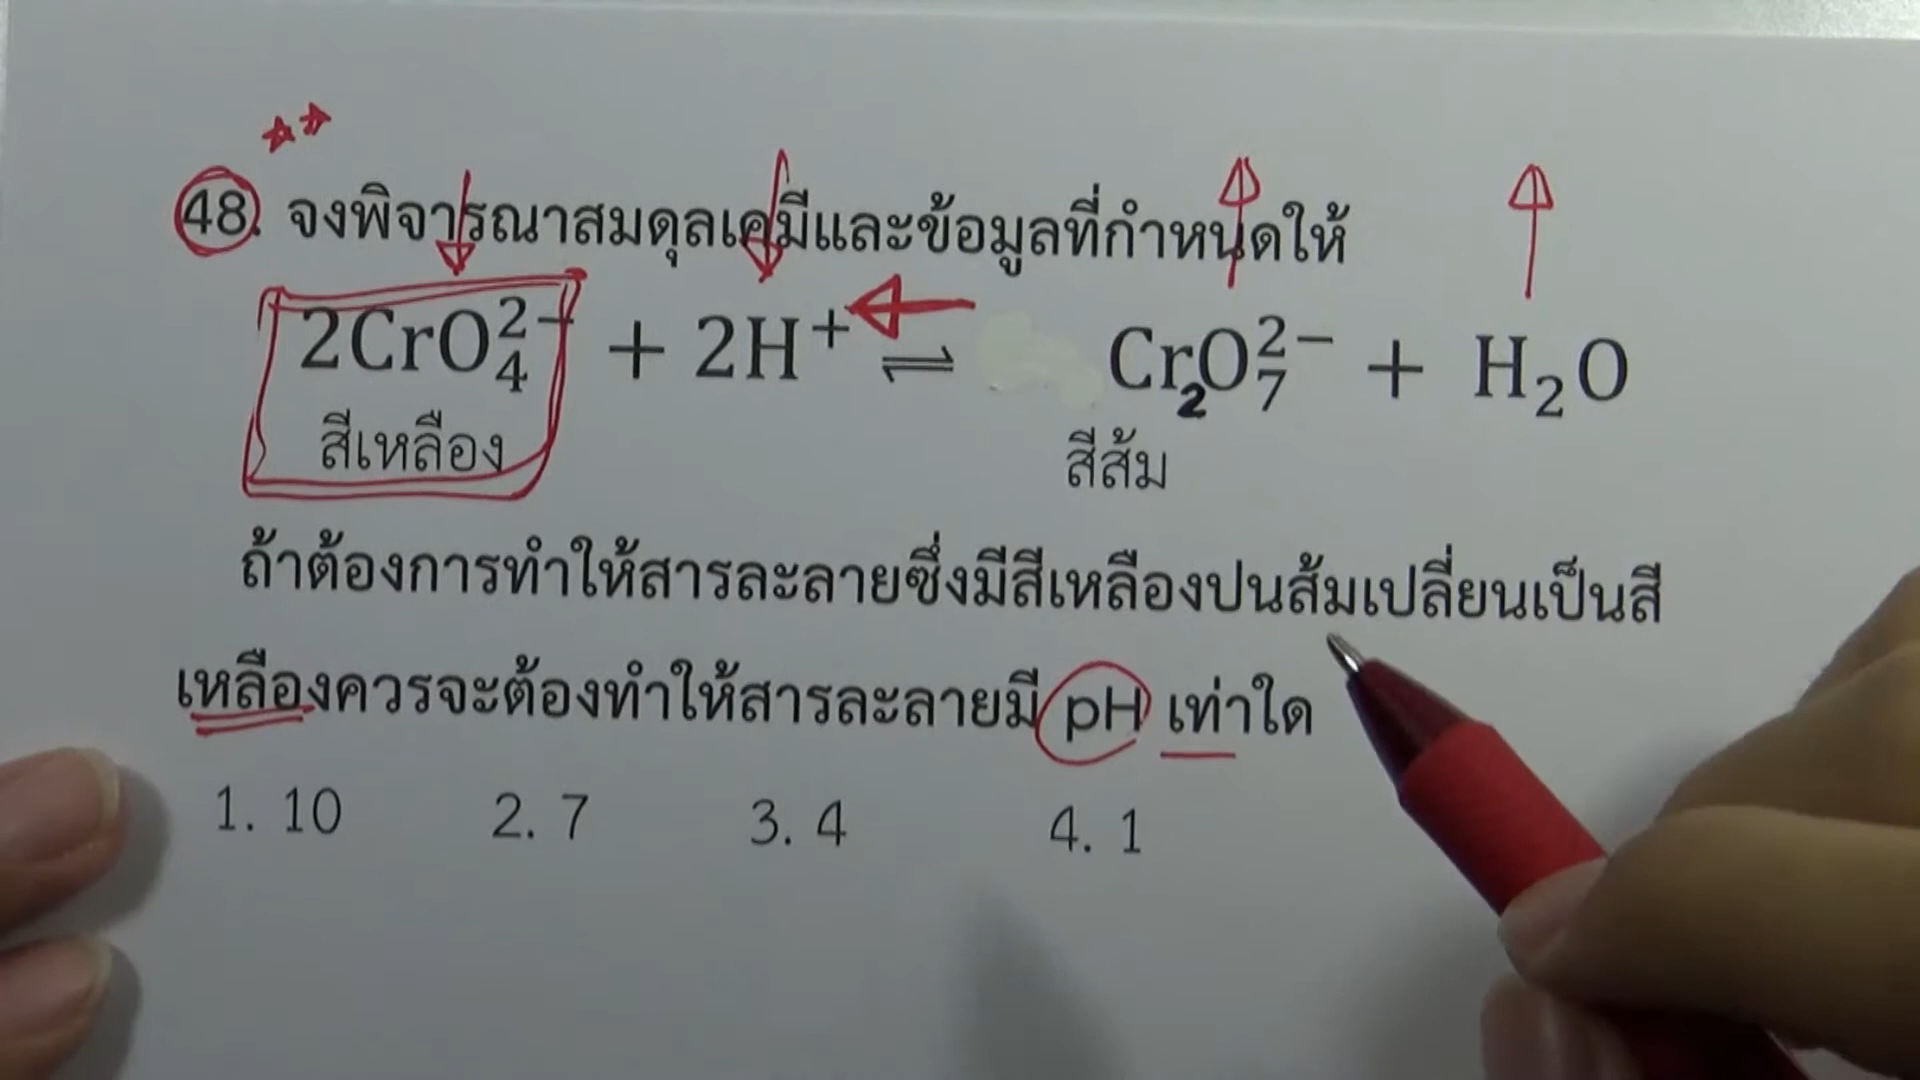 48. จงพิจารณาสมดุลเคมีและข้อมูลที่กำหนดให้
2CrO₄²⁻ + 2H⁺ ⇌ Cr₂O₇²⁻ + H₂O
สีเหลือง สีส้ม
ถ้าต้องการทำให้สารละลายซึ่งมีสีเหลืองปนส้มเปลี่ยนเป็นสี
เหลืองควรจะต้องทำให้สารละลายมี pH เท่าใด
1. 10 2. 7 3. 4 4. 1